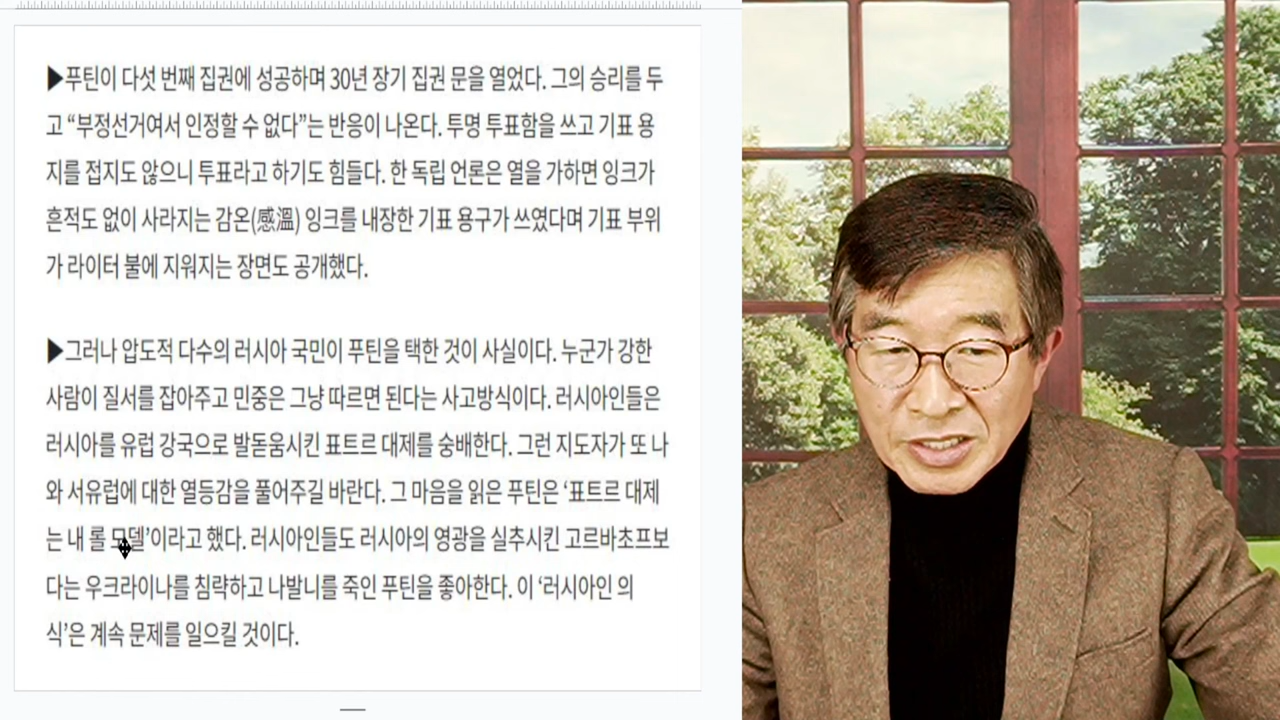 ▶푸틴이 다섯 번째 집권에 성공하며 30년 장기 집권 문을 열었다. 그의 승리를 두
고 “부정선거여서 인정할 수 없다”는 반응이 나온다. 투명 투표함을 쓰고 기표 용
지를 접지도 않으니 투표라고 하기도 힘들다. 한 독립 언론은 열을 가하면 잉크가
흔적도 없이 사라지는 감온(感溫) 잉크를 내장한 기표 용구가 쓰였다며 기표 부위
가 라이터 불에 지워지는 장면도 공개했다.
▶그러나 압도적 다수의 러시아 국민이 푸틴을 택한 것이 사실이다. 누군가 강한
사람이 질서를 잡아주고 민중은 그냥 따르면 된다는 사고방식이다. 러시아인들은
러시아를 유럽 강국으로 발돋움시킨 표트르 대제를 숭배한다. 그런 지도자가 또 나
와 서유럽에 대한 열등감을 풀어주길 바란다. 그 마음을 읽은 푸틴은 ‘표트르 대제
는 내 롤 모델’이라고 했다. 러시아인들도 러시아의 영광을 실추시킨 고르바초프보
다는 우크라이나를 침략하고 나발니를 죽인 푸틴을 좋아한다. 이 ‘러시아인 의
식’은 계속 문제를 일으킬 것이다.